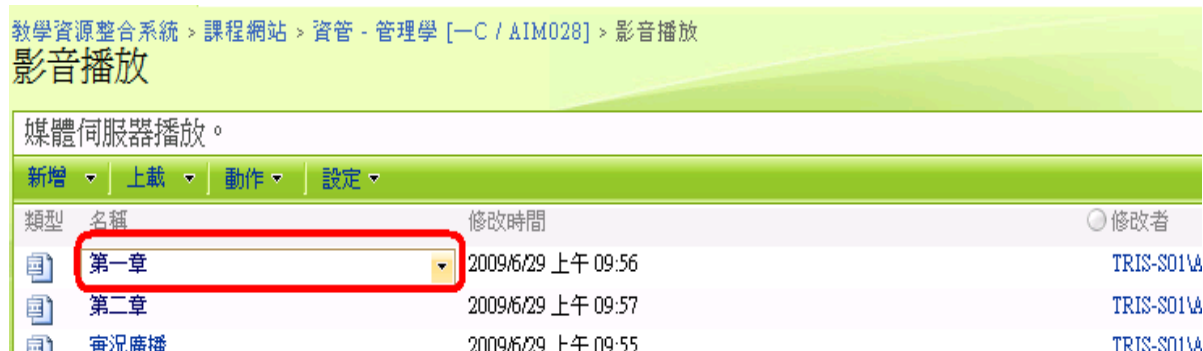 教學資源整合系統 > 課程網站 > 資管 - 管理學 [一C / AIM028] > 影音播放
影音播放
媒體伺服器播放。
新增 上載 動作 設定
類型 名稱 修改時間 修改者
第一章 2009/6/29 上午 09:56 TRIS-S01\A
第二章 2009/6/29 上午 09:57 TRIS-S01\A
實況廣播 2009/6/29 上午 09:55 TRIS-S01\A